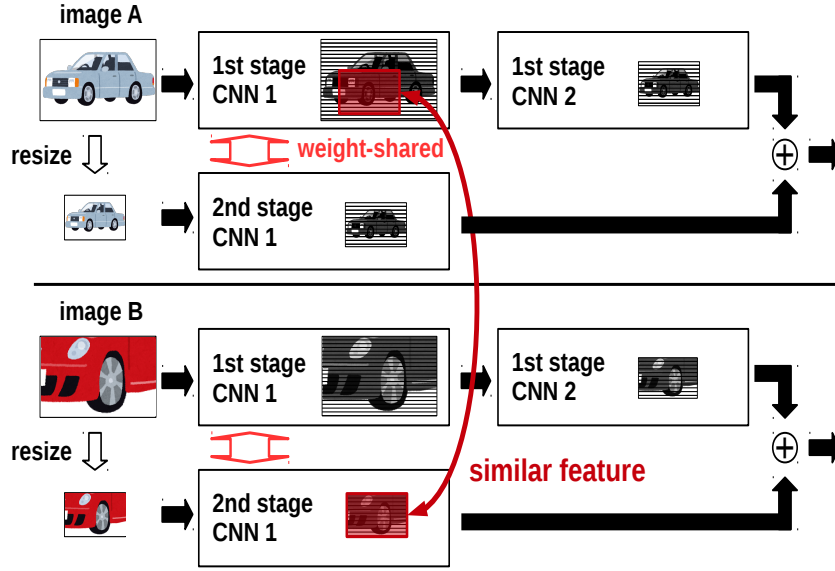 image A
1st stage
CNN 1
1st stage
CNN 2
resize
weight-shared
2nd stage
CNN 1
image B
1st stage
CNN 1
1st stage
CNN 2
resize
similar feature
2nd stage
CNN 1